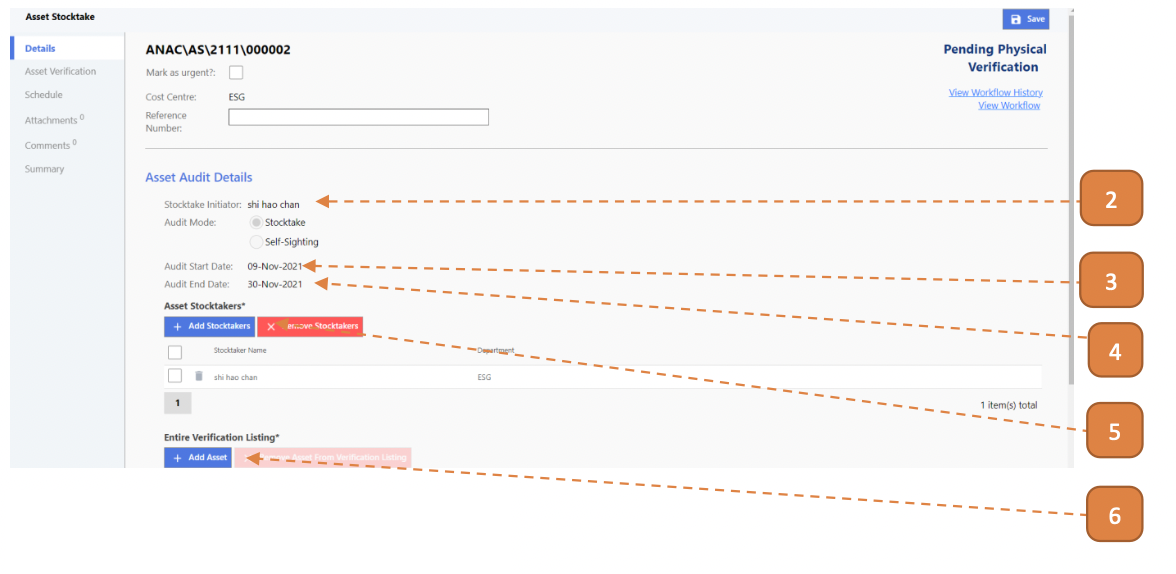 Asset Stocktake
Save
Details
Asset Verification
Schedule
Attachments 0
Comments 0
Summary
ANAC\AS\2111\000002
Mark as urgent?:
Cost Centre: ESG
Reference
Number:
Pending Physical
Verification
View Workflow History
View Workflow
Asset Audit Details
Stocktake Initiator: shi hao chan
Audit Mode: Stocktake
Self-Sighting
Audit Start Date: 09-Nov-2021
Audit End Date: 30-Nov-2021
Asset Stocktakers*
+ Add Stocktakers
× Remove Stocktakers
Stocktaker Name Department
shi hao chan ESG
1
1 item(s) total
Entire Verification Listing*
+ Add Asset
Remove Asset From Verification Listing
2
3
4
5
6